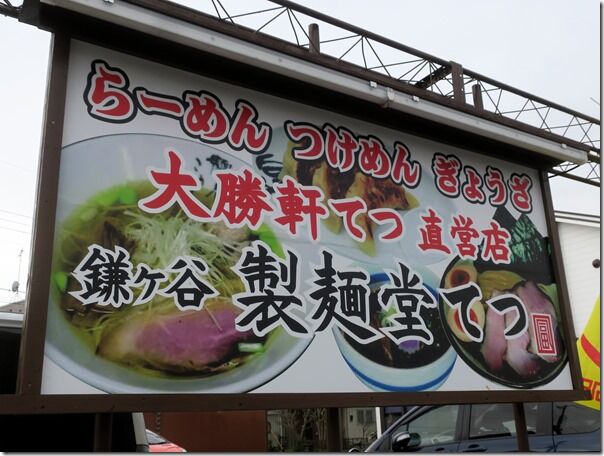 らーめん つけめん ぎょうざ
大勝軒てつ 直営店
鎌ケ谷 製麺堂てつ